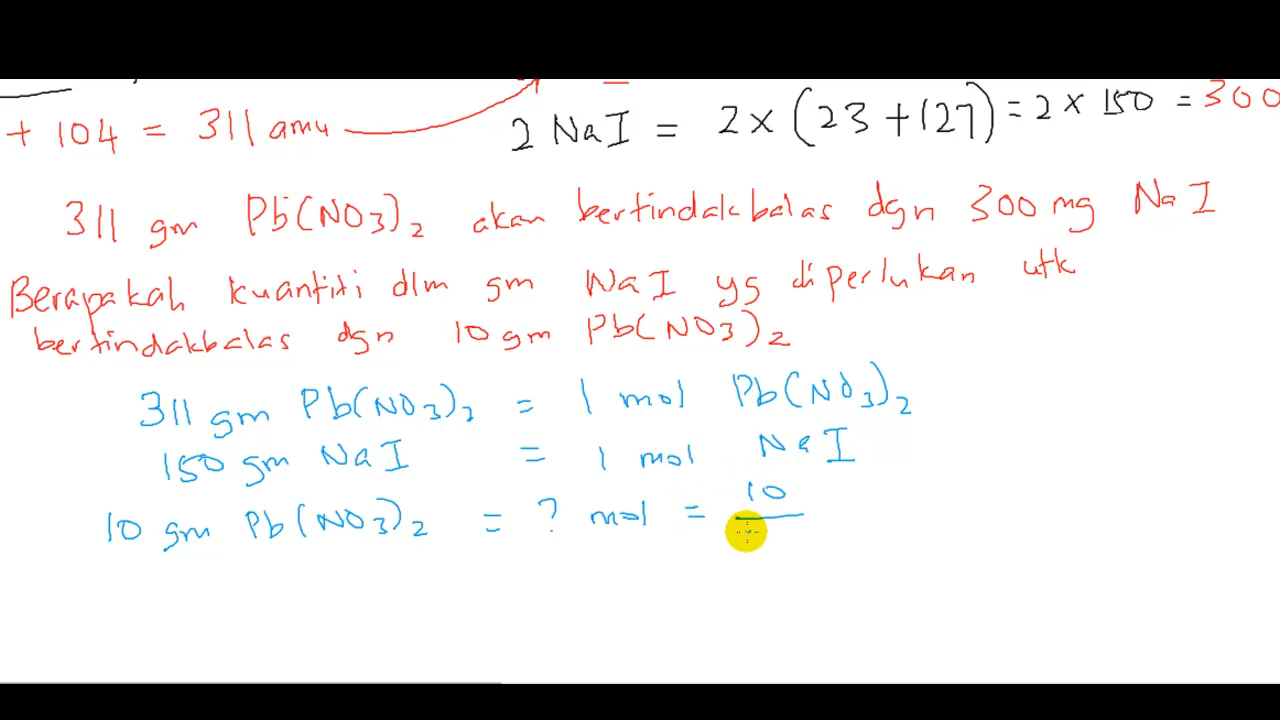 + 104 = 311 amu
2 NaI = 2 x (23 + 127) = 2 x 150 = 300
311 gm Pb(NO3)2 akan bertindakbalas dgn 300 mg NaI
Berapakah kuantiti dlm gm NaI yg diperlukan utk
bertindakbalas dgn 10 gm Pb(NO3)2
311 gm Pb(NO3)2 = 1 mol Pb(NO3)2
150 gm NaI = 1 mol NaI
10 gm Pb(NO3)2 = ? mol = 10